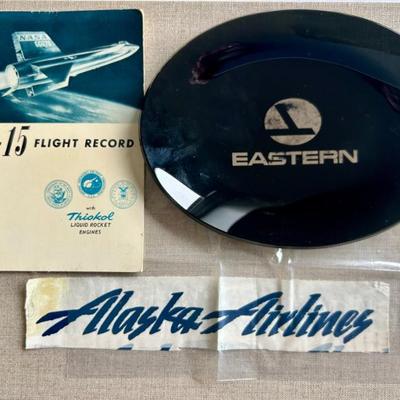 NASA
-15 FLIGHT RECORD
with
Thiokol
LIQUID ROCKET
ENGINES
EASTERN
Alaska Airlines